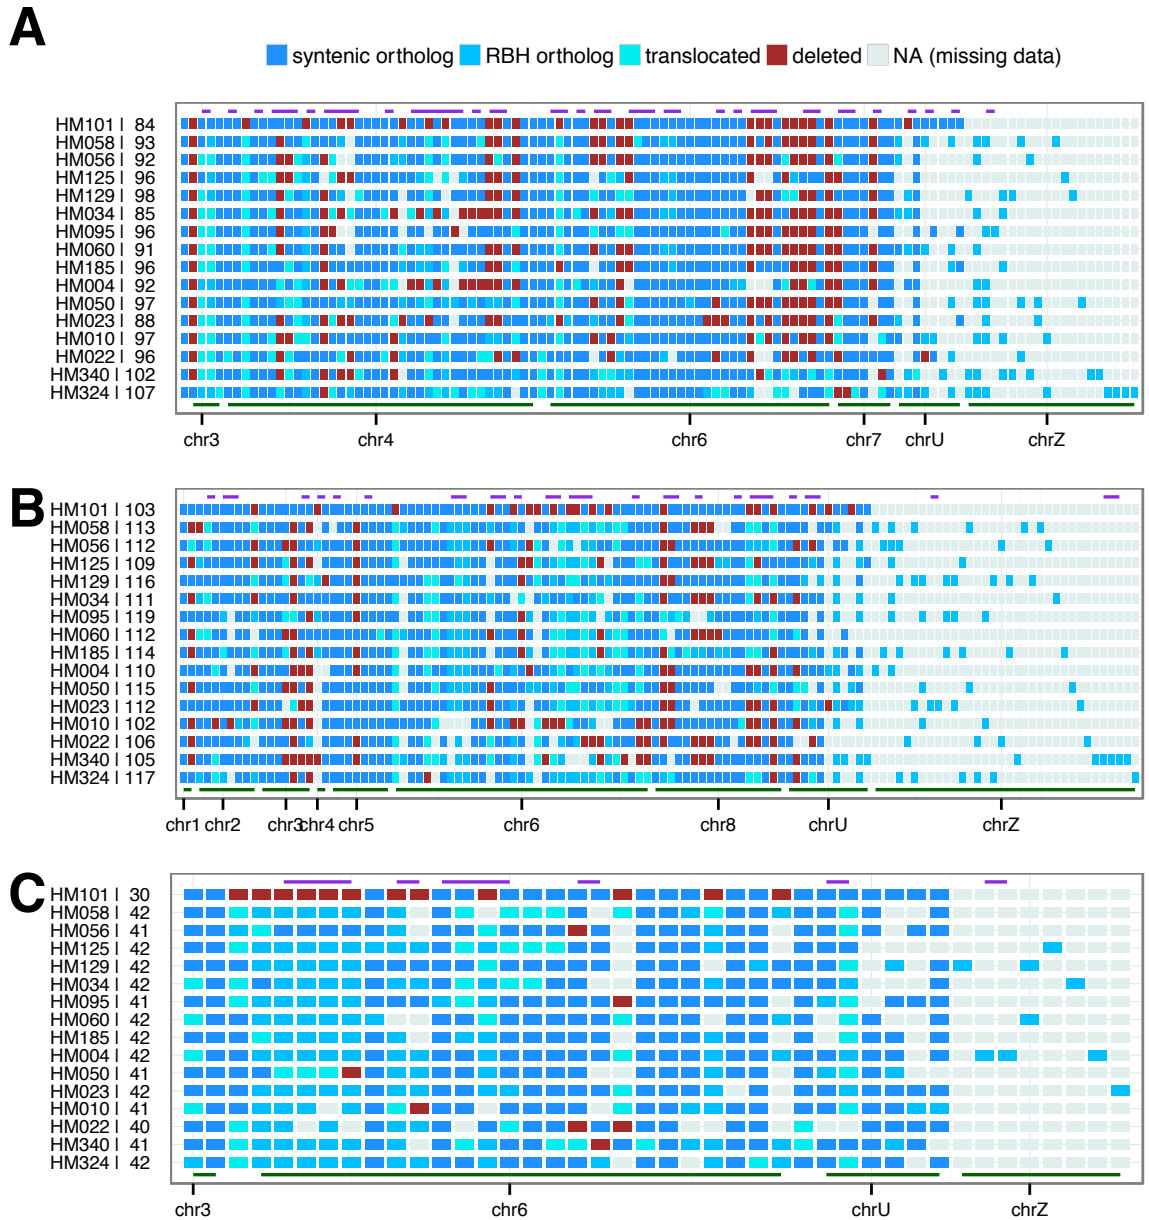 A
syntenic ortholog RBH ortholog translocated deleted NA (missing data)
HM101 | 84
HM058 | 93
HM056 | 92
HM125 | 96
HM129 | 98
HM034 | 85
HM095 | 96
HM060 | 91
HM185 | 96
HM004 | 92
HM050 | 97
HM023 | 88
HM010 | 97
HM022 | 96
HM340 | 102
HM324 | 107
chr3 chr4 chr6 chr7 chrU chrZ
B
HM101 | 103
HM058 | 113
HM056 | 112
HM125 | 109
HM129 | 116
HM034 | 111
HM095 | 119
HM060 | 112
HM185 | 114
HM004 | 110
HM050 | 115
HM023 | 112
HM010 | 102
HM022 | 106
HM340 | 105
HM324 | 117
chr1 chr2 chr3 chr4 chr5 chr6 chr8 chrU chrZ
C
HM101 | 30
HM058 | 42
HM056 | 41
HM125 | 42
HM129 | 42
HM034 | 42
HM095 | 41
HM060 | 42
HM185 | 42
HM004 | 42
HM050 | 41
HM023 | 42
HM010 | 41
HM022 | 40
HM340 | 41
HM324 | 42
chr3 chr6 chrU chrZ